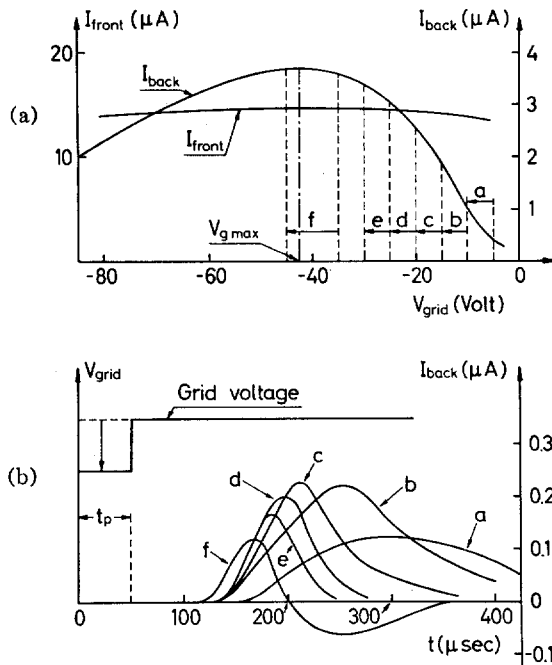 I_front (μA)
I_back (μA)
20
4
I_back
3
(a)
10
I_front
2
a
V_g max
f
e d c b
1
-80 -60 -40 -20 0
V_grid (Volt)
V_grid
I_back (μA)
Grid voltage
0.3
(b)
d c b
0.2
t_p
a
f
e
0.1
0
0 200 300 400
t (μsec)
-0.1